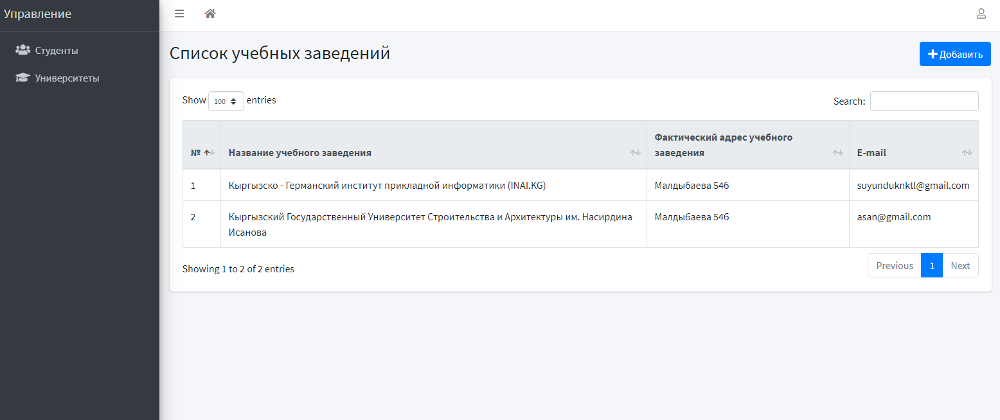 Управление
Студенты
Университеты
Список учебных заведений
Добавить
Show 100 entries
Search:
№
Название учебного заведения
Фактический адрес учебного
заведения
E-mail
1
Кыргызско - Германский институт прикладной информатики (INAI.KG)
Малдыбаева 54б
suyunduknktl@gmail.com
2
Кыргызский Государственный Университет Строительства и Архитектуры им. Насирдина
Исанова
Малдыбаева 54б
asan@gmail.com
Showing 1 to 2 of 2 entries
Previous 1 Next